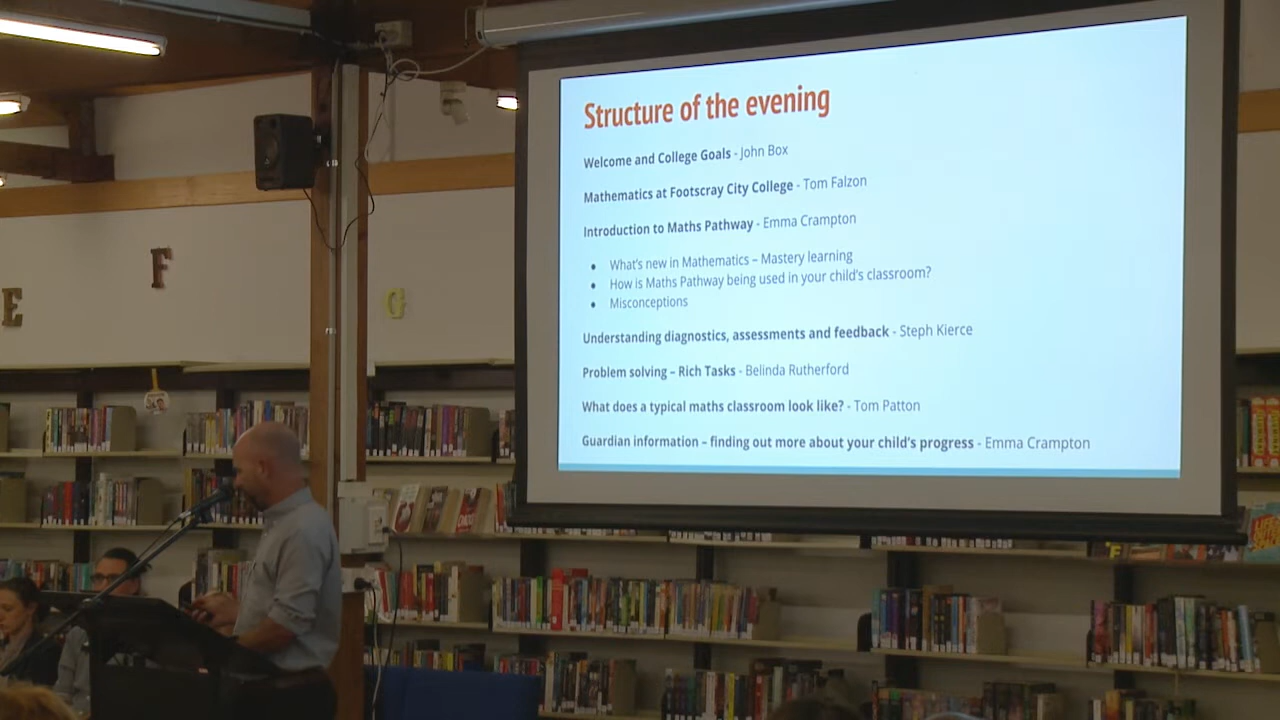 Structure of the evening
Welcome and College Goals - John Box
Mathematics at Footscray City College - Tom Falzon
Introduction to Maths Pathway - Emma Crampton
• What's new in Mathematics – Mastery learning
• How is Maths Pathway being used in your child's classroom?
• Misconceptions
Understanding diagnostics, assessments and feedback - Steph Kierce
Problem solving – Rich Tasks - Belinda Rutherford
What does a typical maths classroom look like? - Tom Patton
Guardian information – finding out more about your child's progress - Emma Crampton
E
F
G